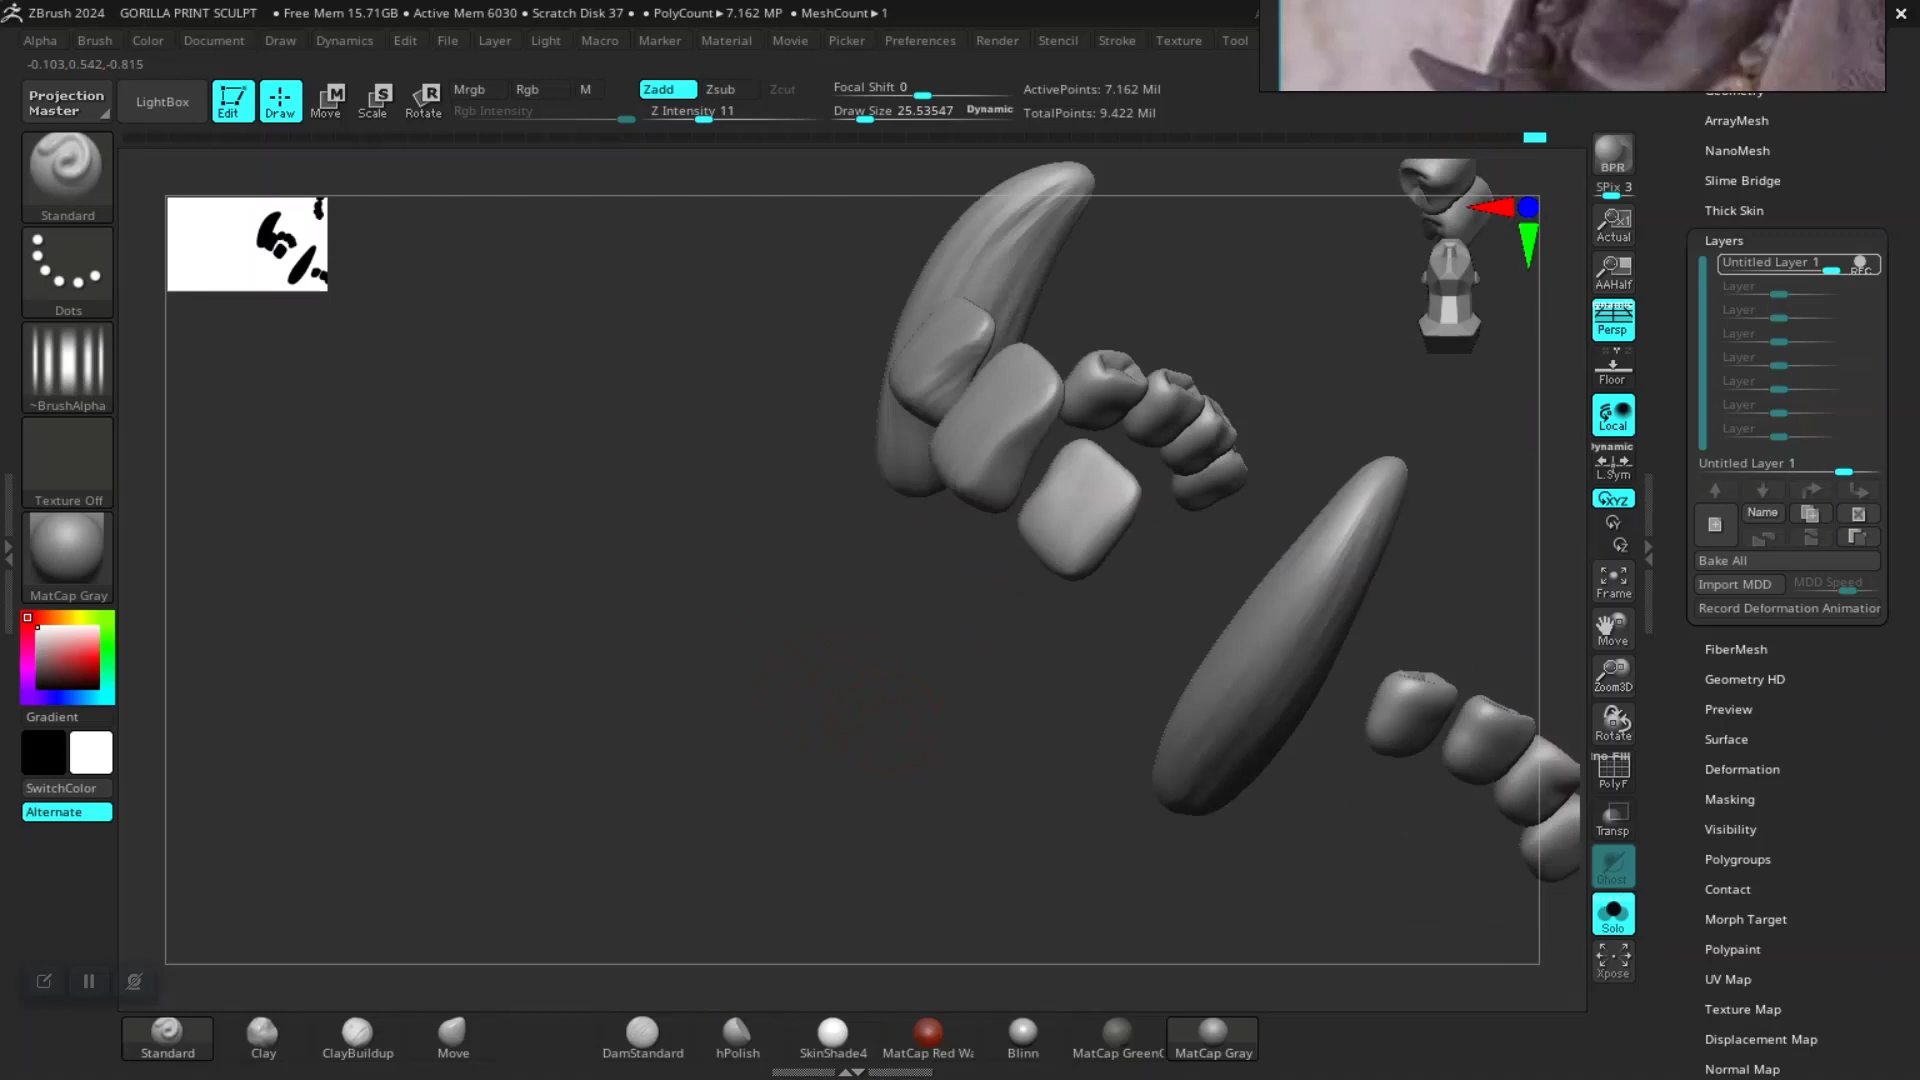 ZBrush 2024 GORILLA PRINT SCULPT • Free Mem 15.71GB • Active Mem 6030 • Scratch Disk 37 • • PolyCount▸7.162 MP • MeshCount▸1
Alpha Brush Color Document Draw Dynamics Edit File Layer Light Macro Marker Material Movie Picker Preferences Render Stencil Stroke Texture Tool
-0.103,0.542,-0.815
Projection Master
LightBox
Edit
Draw
Move
Scale
Rotate
Mrgb Rgb M
Rgb Intensity
Zadd Zsub Zcut
Z Intensity 11
Focal Shift 0
Draw Size 25.53547 Dynamic
ActivePoints: 7.162 Mil
TotalPoints: 9.422 Mil
Standard
Dots
~BrushAlpha
Texture Off
MatCap Gray
Gradient
SwitchColor
Alternate
BPR
SPix 3
Actual
AAHalf
Persp
Floor
Local
Dynamic
L.Sym
XYZ
Y
Z
Frame
Move
Zoom3D
Rotate
PolyF
Transp
Ghost
Solo
Xpose
ArrayMesh
NanoMesh
Slime Bridge
Thick Skin
Layers
Untitled Layer 1 REC
Layer
Layer
Layer
Layer
Layer
Layer
Layer
Untitled Layer 1
Name
Bake All
Import MDD MDD Speed
Record Deformation Animation
FiberMesh
Geometry HD
Preview
Surface
Deformation
Masking
Visibility
Polygroups
Contact
Morph Target
Polypaint
UV Map
Texture Map
Displacement Map
Normal Map
Standard Clay ClayBuildup Move DamStandard hPolish SkinShade4 MatCap Red Wa Blinn MatCap GreenC MatCap Gray